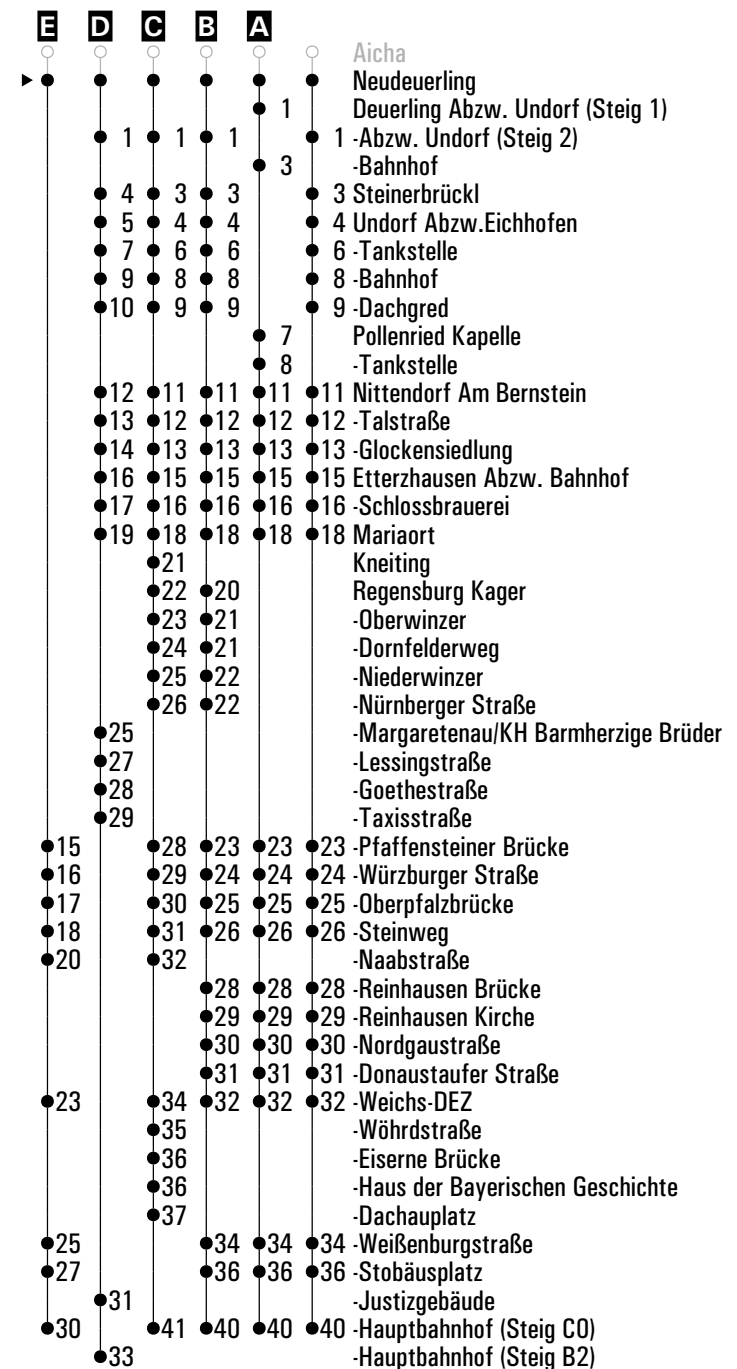 E D C B A
Aicha
Neudeuerling
1 Deuerling Abzw. Undorf (Steig 1)
1 1 1 1 -Abzw. Undorf (Steig 2)
3 -Bahnhof
4 3 3 3 Steinerbrückl
5 4 4 4 Undorf Abzw.Eichhofen
7 6 6 6 -Tankstelle
9 8 8 8 -Bahnhof
10 9 9 9 -Dachgred
7 Pollenried Kapelle
8 -Tankstelle
12 11 11 11 11 Nittendorf Am Bernstein
13 12 12 12 12 -Talstraße
14 13 13 13 13 -Glockensiedlung
16 15 15 15 15 Etterzhausen Abzw. Bahnhof
17 16 16 16 16 -Schlossbrauerei
19 18 18 18 18 Mariaort
21 Kneiting
22 20 Regensburg Kager
23 21 -Oberwinzer
24 21 -Dornfelderweg
25 22 -Niederwinzer
26 22 -Nürnberger Straße
25 -Margaretenau/KH Barmherzige Brüder
27 -Lessingstraße
28 -Goethestraße
29 -Taxisstraße
15 28 23 23 23 -Pfaffensteiner Brücke
16 29 24 24 24 -Würzburger Straße
17 30 25 25 25 -Oberpfalzbrücke
18 31 26 26 26 -Steinweg
20 32 -Naabstraße
28 28 28 -Reinhausen Brücke
29 29 29 -Reinhausen Kirche
30 30 30 -Nordgaustraße
31 31 31 -Donaustaufer Straße
23 34 32 32 32 -Weichs-DEZ
35 -Wöhrdstraße
36 -Eiserne Brücke
36 -Haus der Bayerischen Geschichte
37 -Dachauplatz
25 34 34 34 -Weißenburgstraße
27 36 36 36 -Stobäusplatz
31 -Justizgebäude
30 41 40 40 40 -Hauptbahnhof (Steig C0)
33 -Hauptbahnhof (Steig B2)